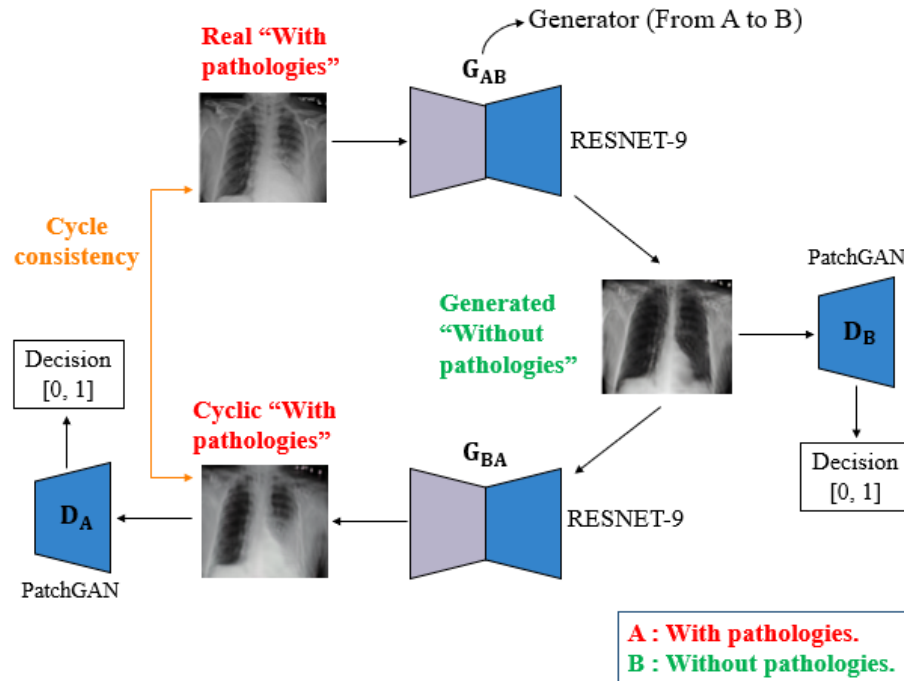 Real “With
pathologies”
Generator (From A to B)
G_AB
RESNET-9
Cycle
consistency
Generated
“Without
pathologies”
PatchGAN
D_B
Decision
[0, 1]
Decision
[0, 1]
Cyclic “With
pathologies”
G_BA
RESNET-9
D_A
PatchGAN
A : With pathologies.
B : Without pathologies.